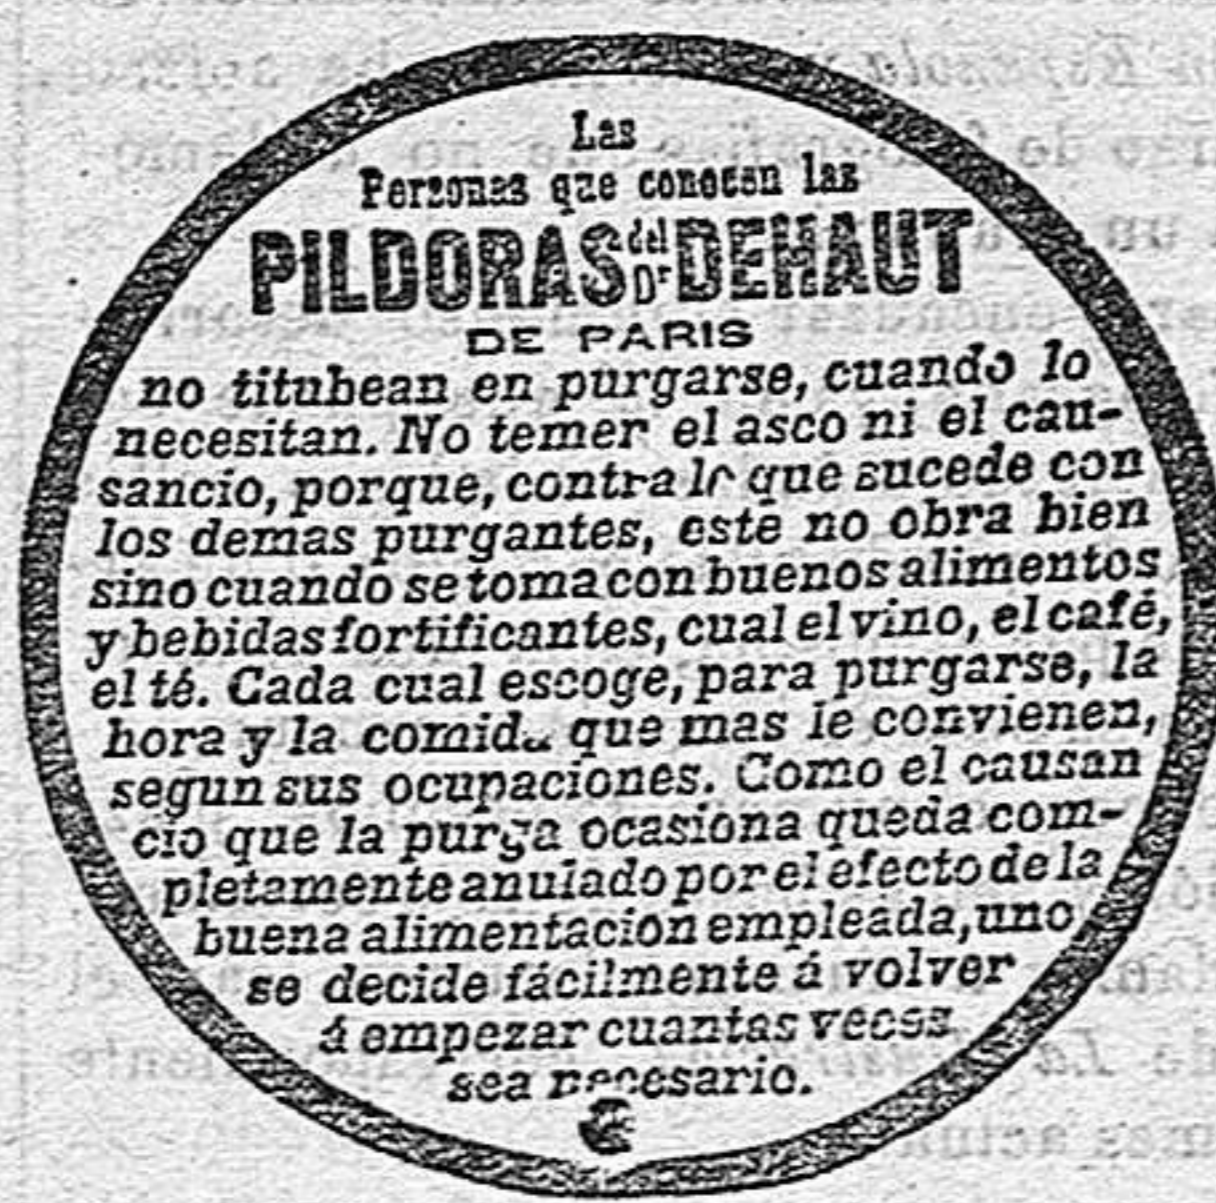 Las
Personas que conocen las
PILDORAS del Dr DEHAUT
DE PARIS
no titubean en purgarse, cuando lo
necesitan. No temer el asco ni el cau-
sancio, porque, contra lo que sucede con
los demas purgantes, este no obra bien
sino cuando se toma con buenos alimentos
y bebidas fortificantes, cual el vino, el café,
el té. Cada cual escoge, para purgarse, la
hora y la comida que mas le convienen,
segun sus ocupaciones. Como el causan
cio que la purga ocasiona queda com-
pletamente anulado por el efecto de la
buena alimentacion empleada, uno
se decide fácilmente á volver
á empezar cuantas veces
sea necesario.